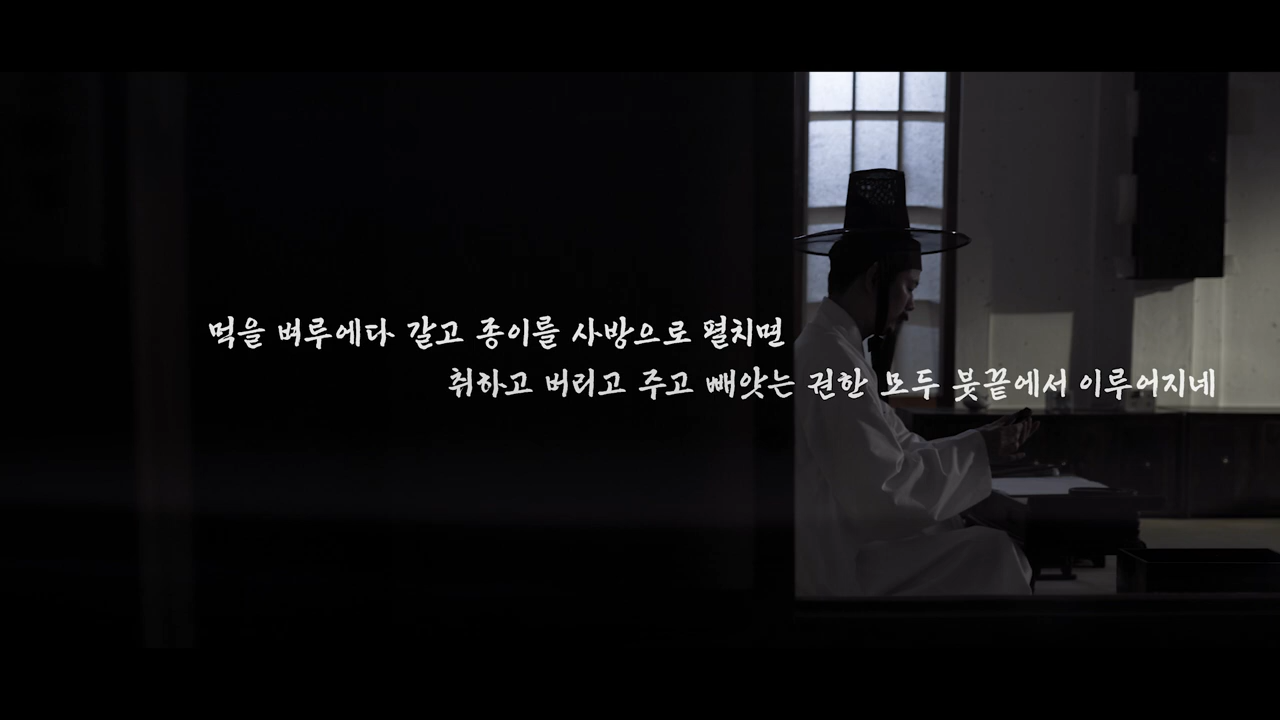 먹을 벼루에다 갈고 종이를 사방으로 펼치면
취하고 버리고 주고 빼앗는 권한 모두 붓끝에서 이루어지네